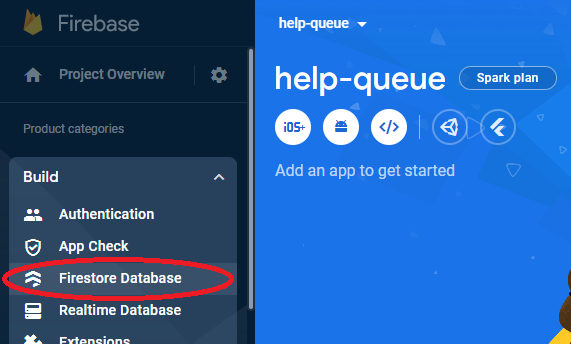 Firebase
Project Overview
Product categories
Build
Authentication
App Check
Firestore Database
Realtime Database
Extensions
help-queue
help-queue
Spark plan
iOS+
</>
Add an app to get started